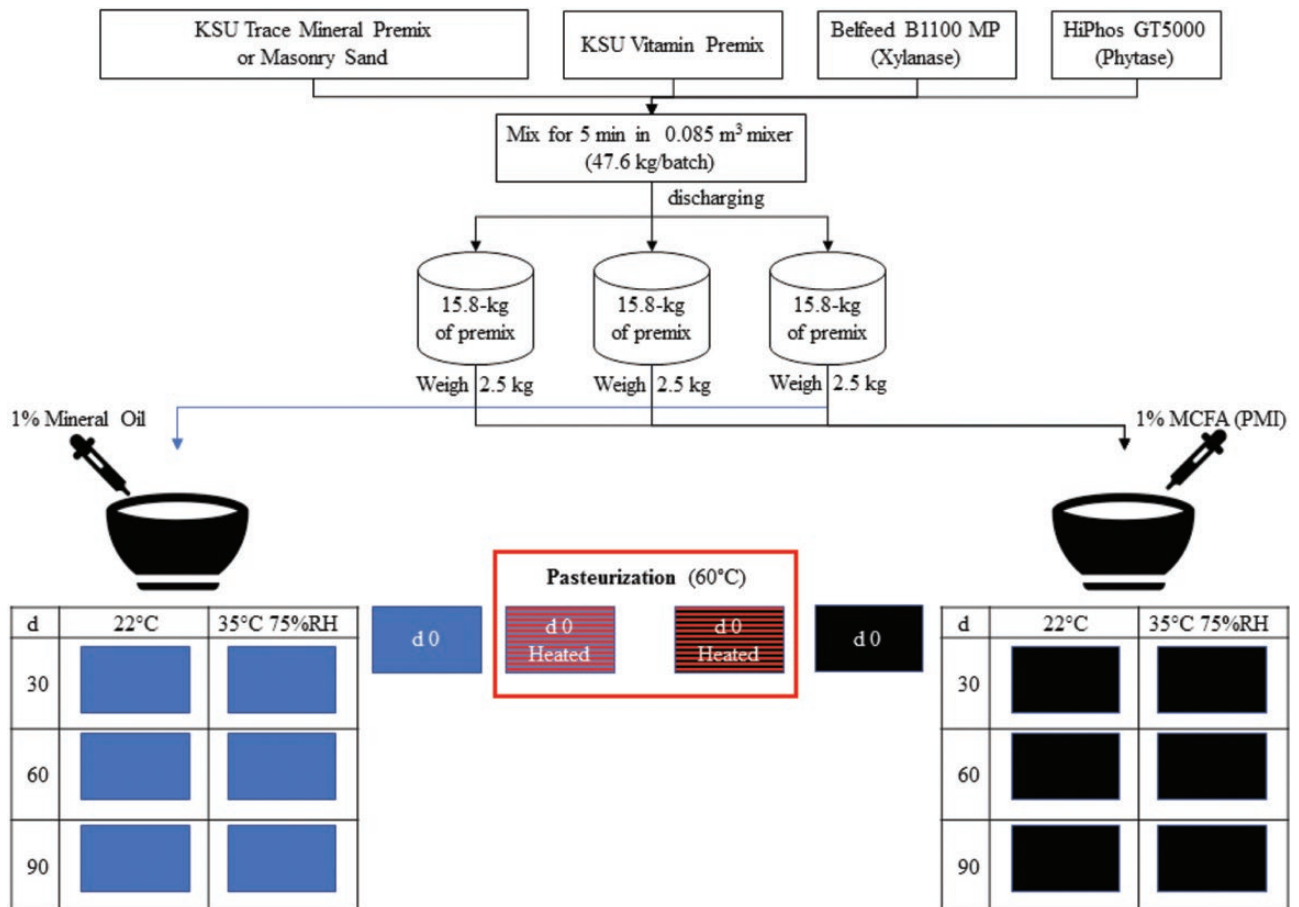 KSU Trace Mineral Premix
or Masonry Sand
KSU Vitamin Premix
Belfeed B1100 MP
(Xylanase)
HiPhos GT5000
(Phytase)
Mix for 5 min in 0.085 m³ mixer
(47.6 kg/batch)
discharging
15.8-kg
of premix
15.8-kg
of premix
15.8-kg
of premix
Weigh 2.5 kg
Weigh 2.5 kg
Weigh 2.5 kg
1% Mineral Oil
1% MCFA (PMI)
Pasteurization (60°C)
d 22°C 35°C 75%RH
30
60
90
d 0
d 0
Heated
d 0
Heated
d 0
d 22°C 35°C 75%RH
30
60
90